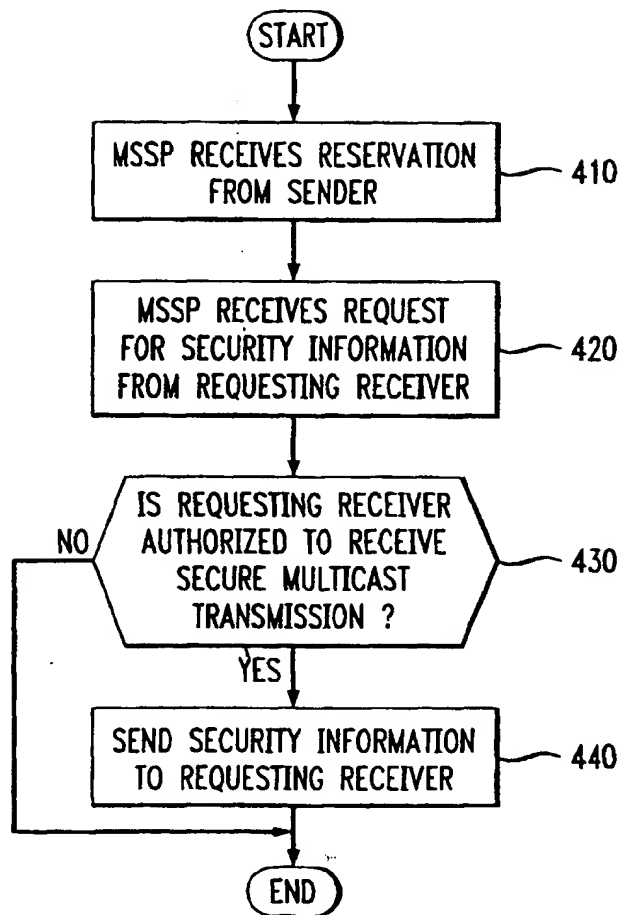 START
MSSP RECEIVES RESERVATION
FROM SENDER
410
MSSP RECEIVES REQUEST
FOR SECURITY INFORMATION
FROM REQUESTING RECEIVER
420
IS REQUESTING RECEIVER
AUTHORIZED TO RECEIVE
SECURE MULTICAST
TRANSMISSION ?
430
NO
YES
SEND SECURITY INFORMATION
TO REQUESTING RECEIVER
440
END